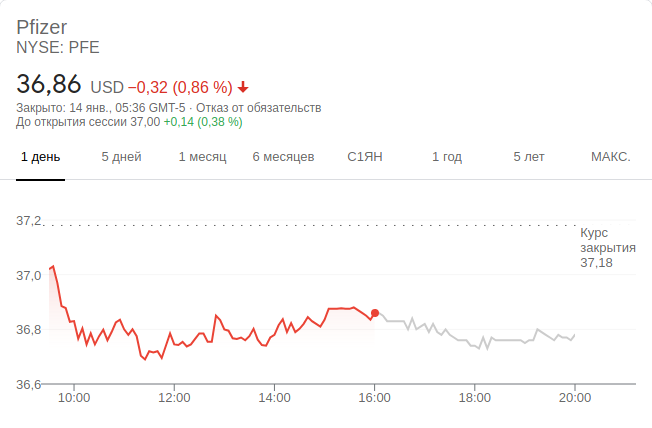 Pfizer
NYSE: PFE
36,86 USD −0,32 (0,86 %)
Закрыто: 14 янв., 05:36 GMT-5 · Отказ от обязательств
До открытия сессии 37,00 +0,14 (0,38 %)
1 день 5 дней 1 месяц 6 месяцев С1ЯН 1 год 5 лет МАКС.
37,2
Курс
закрытия
37,18
37,0
36,8
36,6
10:00 12:00 14:00 16:00 18:00 20:00